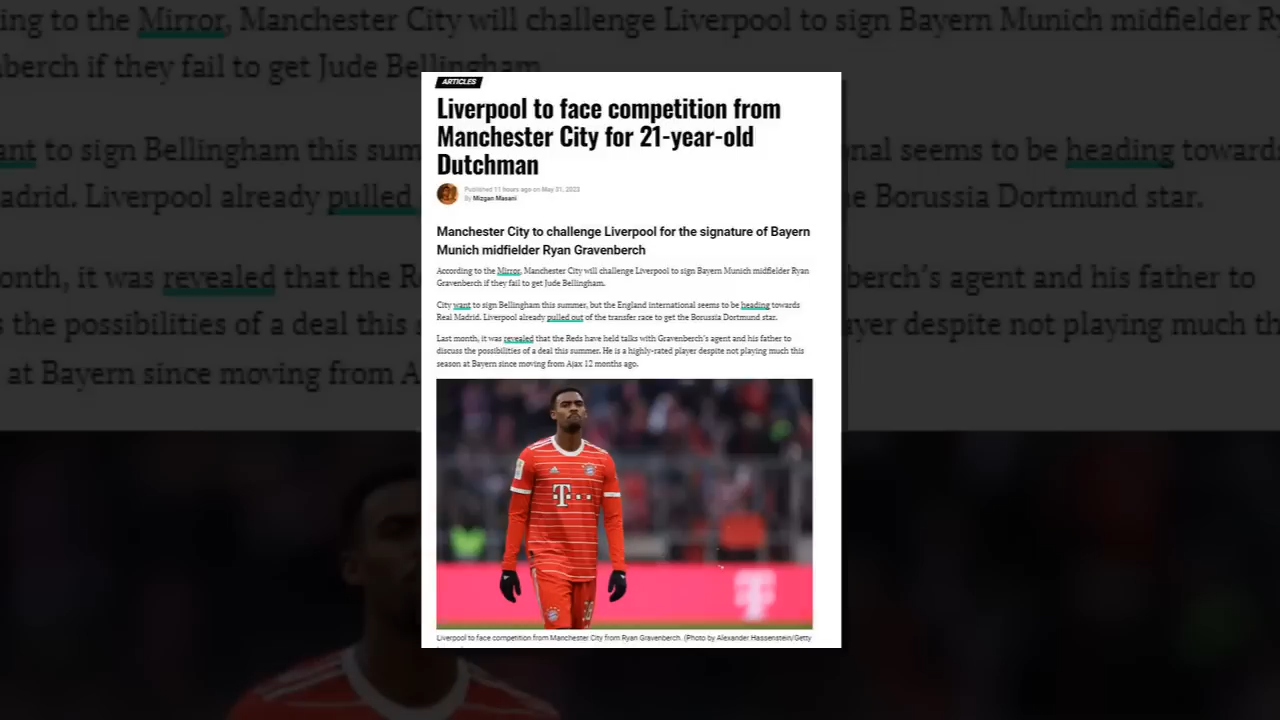 ing to the Mirror, Manchester City will challenge Liverpool to sign Bayern Munich midfielder R
berch if they fail to get Jude Bellingham
ARTICLES
Liverpool to face competition from
Manchester City for 21-year-old
Dutchman
ant to sign Bellingham this sum
nal seems to be heading towards
adrid. Liverpool already pulled
e Borussia Dortmund star.
Published 11 hours ago on May 31, 2023
By Mizgan Masani
Manchester City to challenge Liverpool for the signature of Bayern
Munich midfielder Ryan Gravenberch
According to the Mirror, Manchester City will challenge Liverpool to sign Bayern Munich midfielder Ryan
Gravenberch if they fail to get Jude Bellingham.
onth, it was revealed that the Re
berch's agent and his father to
City want to sign Bellingham this summer, but the England international seems to be heading towards
Real Madrid. Liverpool already pulled out of the transfer race to get the Borussia Dortmund star.
s the possibilities of a deal this s
ayer despite not playing much th
Last month, it was revealed that the Reds have held talks with Gravenberch's agent and his father to
discuss the possibilities of a deal this summer. He is a highly-rated player despite not playing much this
season at Bayern since moving from Ajax 12 months ago.
at Bayern since moving from A
T
Liverpool to face competition from Manchester City from Ryan Gravenberch. (Photo by Alexander Hassenstein/Getty